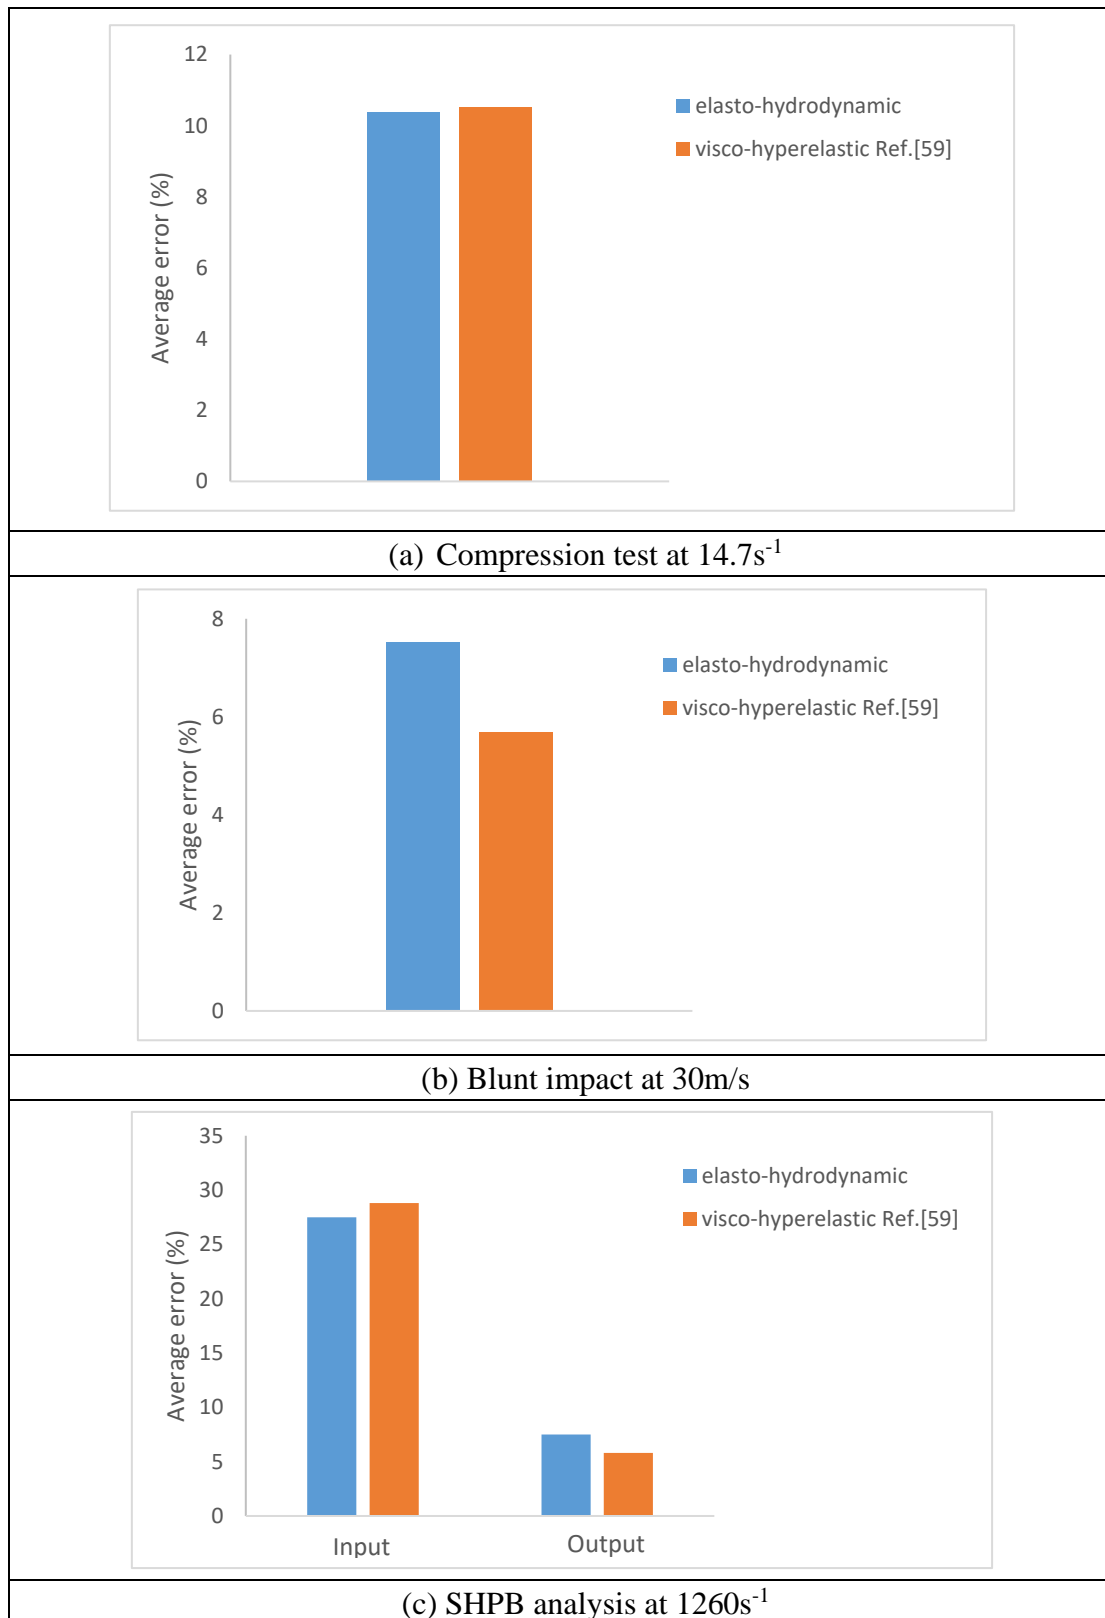 12
10
8
6
4
2
0
Average error (%)
elasto-hydrodynamic
visco-hyperelastic Ref.[59]
(a) Compression test at 14.7s⁻¹
8
6
4
2
0
Average error (%)
elasto-hydrodynamic
visco-hyperelastic Ref.[59]
(b) Blunt impact at 30m/s
35
30
25
20
15
10
5
0
Average error (%)
Input
Output
elasto-hydrodynamic
visco-hyperelastic Ref.[59]
(c) SHPB analysis at 1260s⁻¹